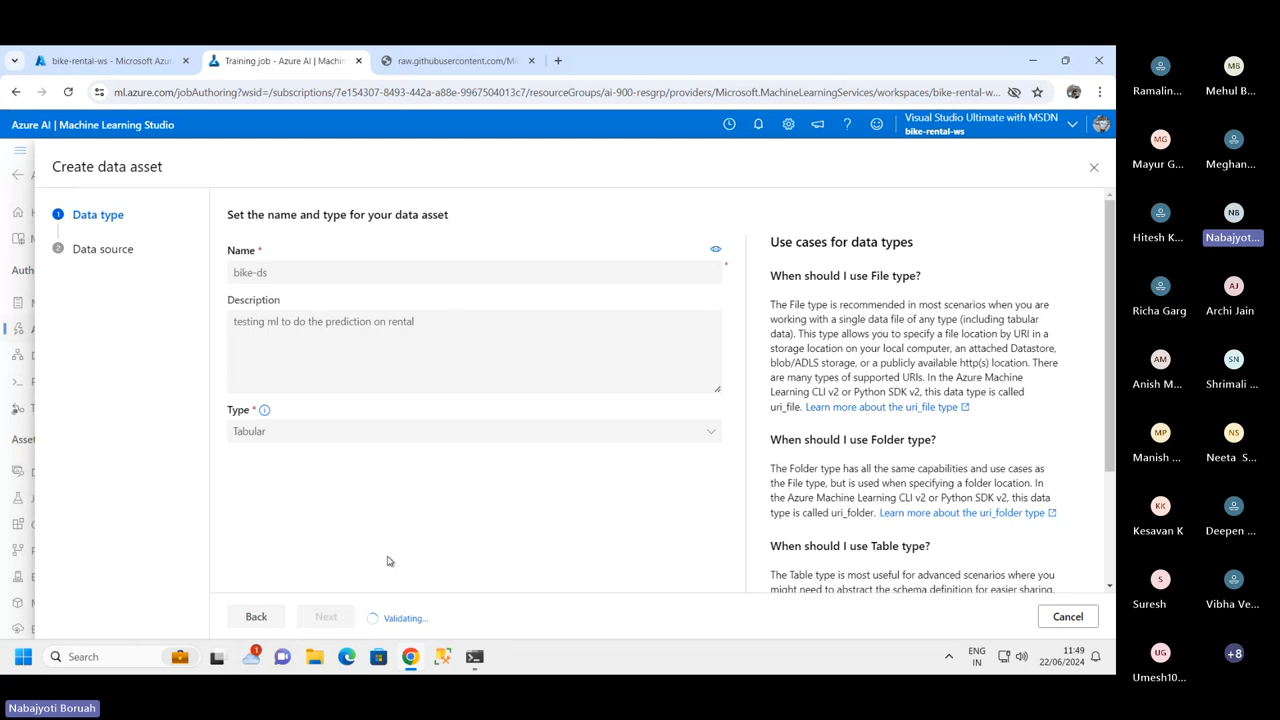 bike-rental-ws - Microsoft Azur
Training job - Azure AI | Machin
raw.githubusercontent.com/Mi
ml.azure.com/jobAuthoring?wsid=/subscriptions/7e154307-8493-442a-a88e-9967504013c7/resourceGroups/ai-900-resgrp/providers/Microsoft.MachineLearningServices/workspaces/bike-rental-w...
Azure AI | Machine Learning Studio
Visual Studio Ultimate with MSDN
bike-rental-ws
Create data asset
1 Data type
2 Data source
Auth
Asset
Set the name and type for your data asset
Name *
bike-ds
*
Description
testing ml to do the prediction on rental
Type *
Tabular
Use cases for data types
When should I use File type?
The File type is recommended in most scenarios when you are
working with a single data file of any type (including tabular
data). This type allows you to specify a file location by URI in a
storage location on your local computer, an attached Datastore,
blob/ADLS storage, or a publicly available http(s) location. There
are many types of supported URIs. In the Azure Machine
Learning CLI v2 or Python SDK v2, this data type is called
uri_file. Learn more about the uri_file type
When should I use Folder type?
The Folder type has all the same capabilities and use cases as
the File type, but is used when specifying a folder location. In
the Azure Machine Learning CLI v2 or Python SDK v2, this data
type is called uri_folder. Learn more about the uri_folder type
When should I use Table type?
The Table type is most useful for advanced scenarios where you
might need to abstract the schema definition for easier sharing.
Back
Next
Validating...
Cancel
Search
1
ENG
IN
11:49
22/06/2024
Nabajyoti Boruah
Ramalin...
MB
Mehul B...
MG
Mayur G...
Meghan...
Hitesh K...
NB
Nabajyot...
Richa Garg
AJ
Archi Jain
AM
Anish M...
SN
Shrimali ...
MP
Manish ...
NS
Neeta S...
KK
Kesavan K
Deepen ...
S
Suresh
Vibha Ve...
UG
Umesh10...
+8